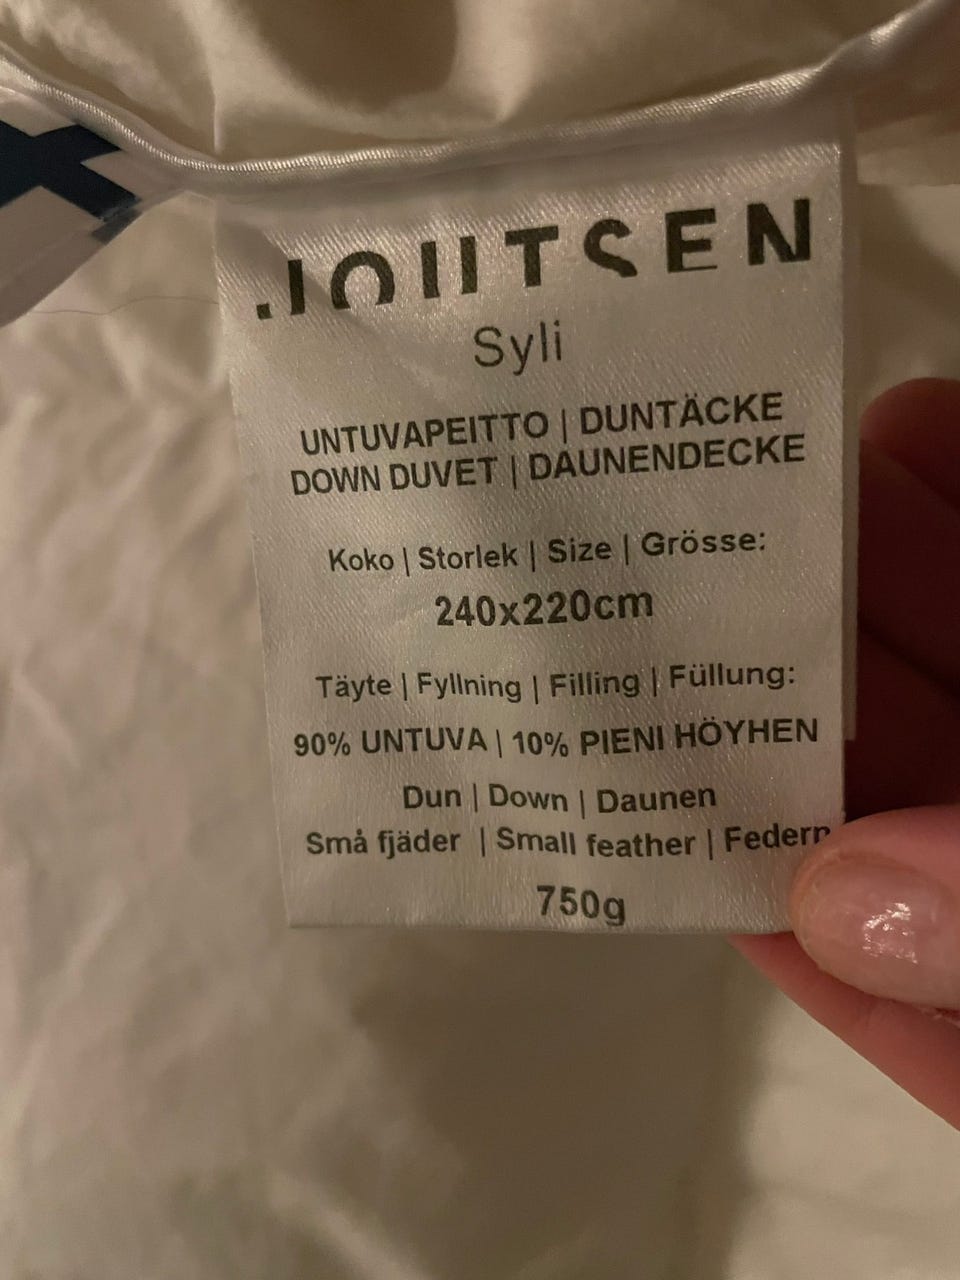 JOUTSEN
Syli
UNTUVAPEITTO | DUNTÄCKE
DOWN DUVET | DAUNENDECKE
Koko | Storlek | Size | Grösse:
240x220cm
Täyte | Fyllning | Filling | Füllung:
90% UNTUVA | 10% PIENI HÖYHEN
Dun | Down | Daunen
Små fjäder | Small feather | Federn
750g